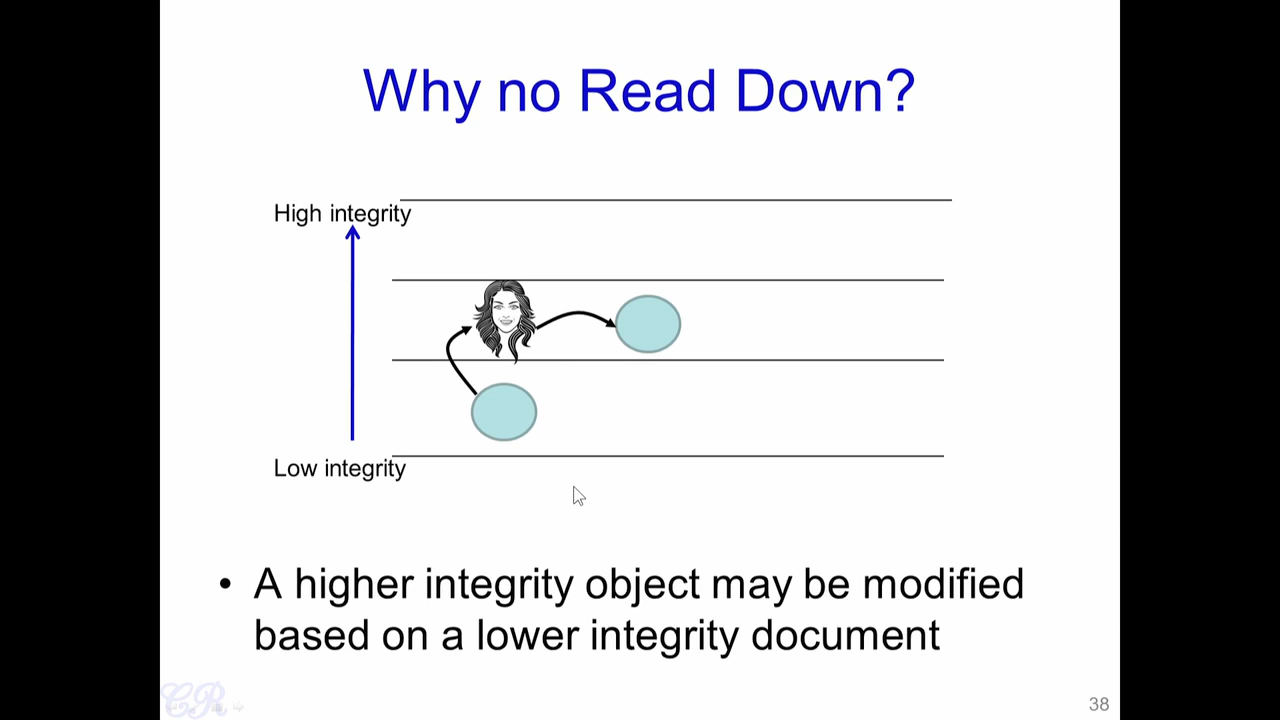 Why no Read Down?
High integrity
Low integrity
• A higher integrity object may be modified
based on a lower integrity document
CR
38